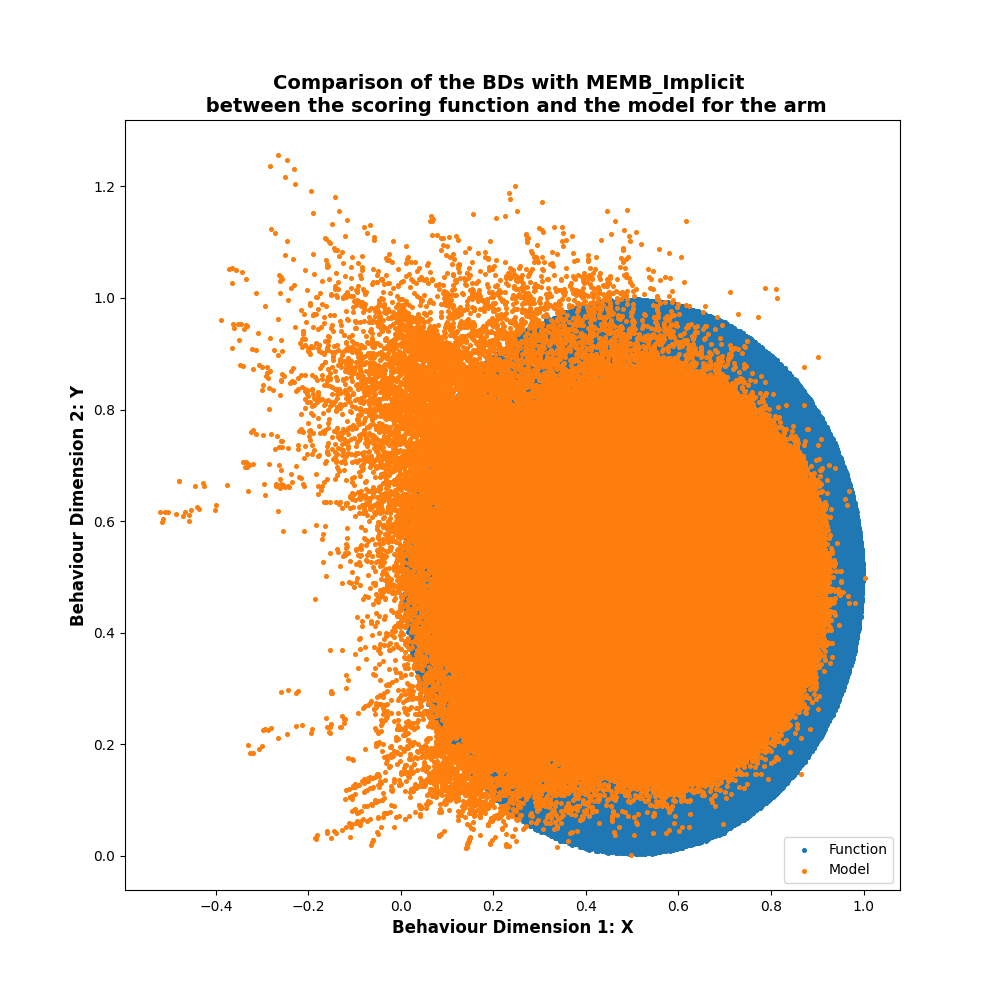 Comparison of the BDs with MEMB_Implicit
between the scoring function and the model for the arm
Behaviour Dimension 2: Y
1.2
1.0
0.8
0.6
0.4
0.2
0.0
−0.4
−0.2
0.0
0.2
0.4
0.6
0.8
1.0
Behaviour Dimension 1: X
Function
Model